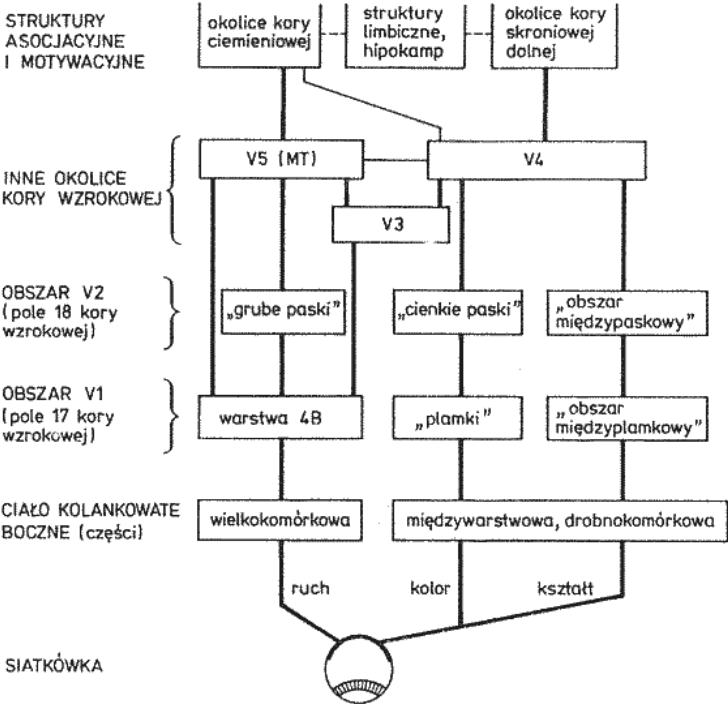 STRUKTURY
ASOCJACYJNE
I MOTYWACYJNE
okolice kory
ciemieniowej
struktury
limbiczne,
hipokamp
okolice kory
skroniowej
dolnej
INNE OKOLICE
KORY WZROKOWEJ
V5 (MT)
V4
V3
OBSZAR V2
(pole 18 kory
wzrokowej)
„grube paski”
„cienkie paski”
„obszar
międzypaskowy”
OBSZAR V1
(pole 17 kory
wzrokowej)
warstwa 4B
„plamki”
„obszar
międzyplamkowy”
CIAŁO KOLANKOWATE
BOCZNE (części)
wielkokomórkowa
międzywarstwowa, drobnokomórkowa
ruch
kolor
kształt
SIATKÓWKA